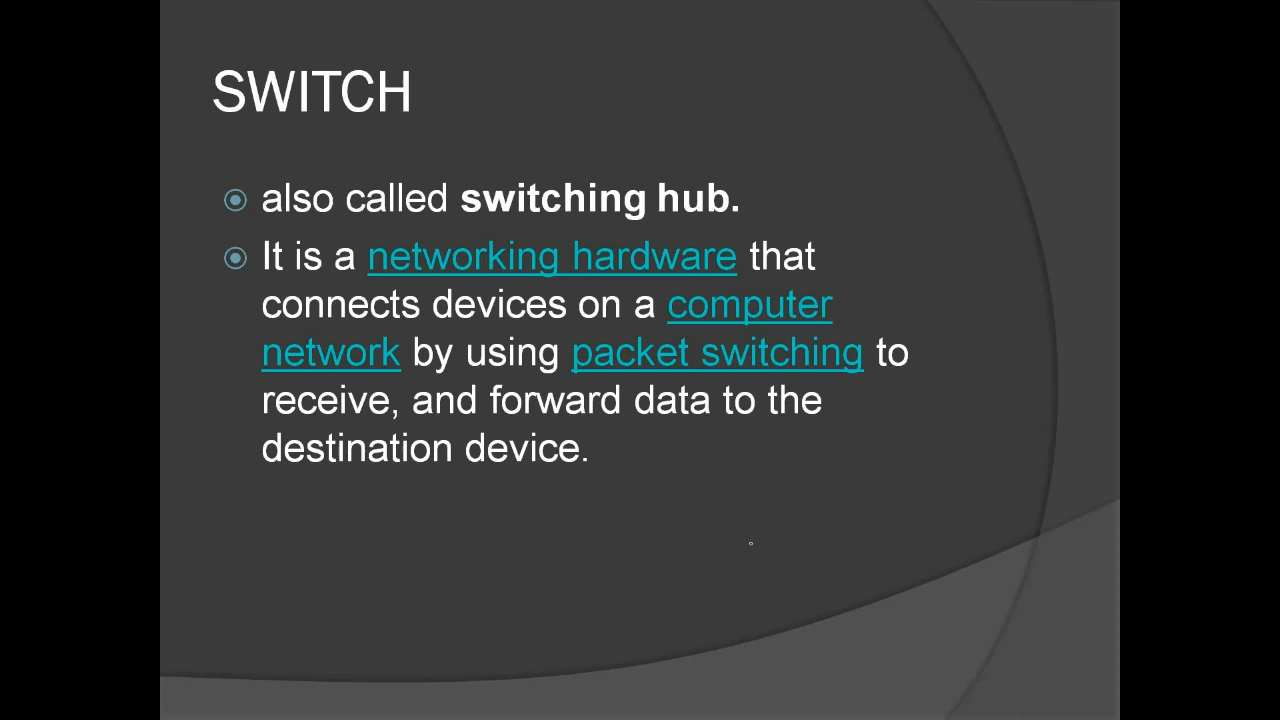 SWITCH
also called switching hub.
It is a networking hardware that
connects devices on a computer
network by using packet switching to
receive, and forward data to the
destination device.